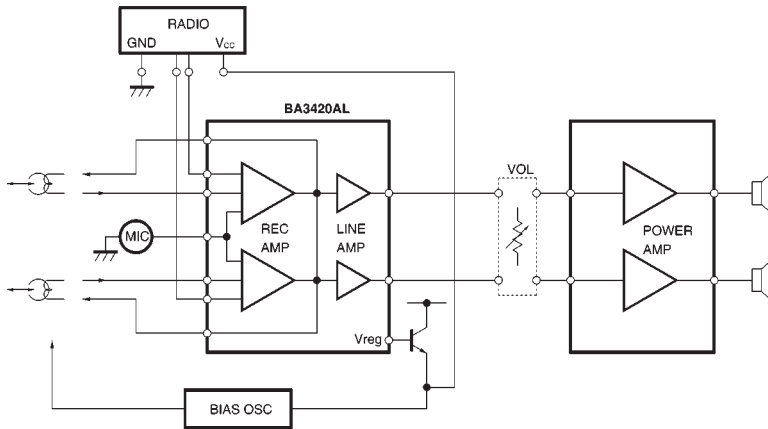 RADIO
GND
Vcc
BA3420AL
VOL
MIC
REC
AMP
LINE
AMP
POWER
AMP
Vreg
BIAS OSC